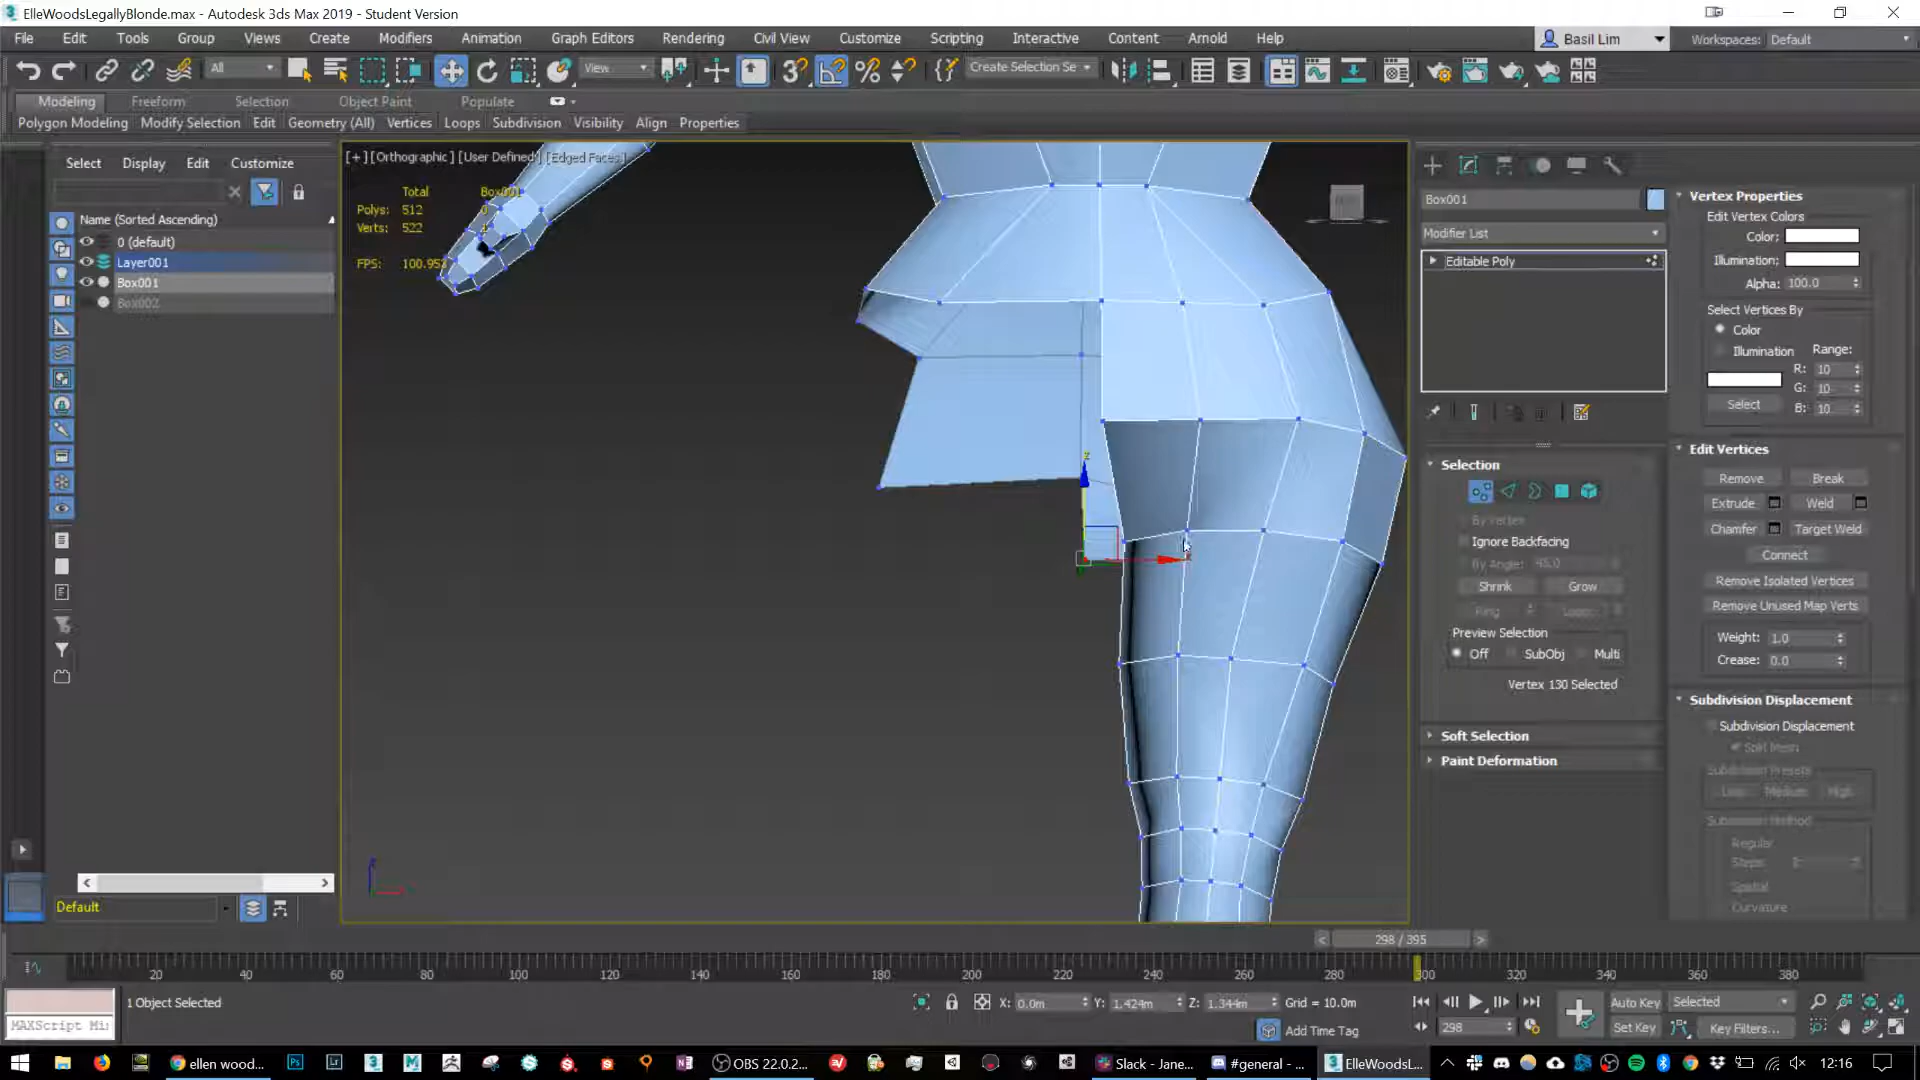 ElleWoodsLegallyBlonde.max - Autodesk 3ds Max 2019 - Student Version
File Edit Tools Group Views Create Modifiers Animation Graph Editors Rendering Civil View Customize Scripting Interactive Content Arnold Help Basil Lim Workspaces: Default
All View Create Selection Se
Modeling Freeform Selection Object Paint Populate
Polygon Modeling Modify Selection Edit Geometry (All) Vertices Loops Subdivision Visibility Align Properties
Select Display Edit Customize
Name (Sorted Ascending)
0 (default)
Layer001
Box001
Box002
Default
[+] [Orthographic] [User Defined] [Edged Faces]
Total Box001
Polys: 512 0
Verts: 522
FPS: 100.953
z
Box001
Modifier List
Editable Poly
Selection
By Vertex
Ignore Backfacing
By Angle: 45.0
Shrink Grow
Ring Loop
Preview Selection
Off SubObj Multi
Vertex 130 Selected
Soft Selection
Paint Deformation
Vertex Properties
Edit Vertex Colors
Color:
Illumination:
Alpha: 100.0
Select Vertices By
Color
Illumination Range:
R: 10
G: 10
B: 10
Select
Edit Vertices
Remove Break
Extrude Weld
Chamfer Target Weld
Connect
Remove Isolated Vertices
Remove Unused Map Verts
Weight: 1.0
Crease: 0.0
Subdivision Displacement
Subdivision Displacement
Split Mesh
Subdivision Presets
Low Medium High
Subdivision Method
Regular
Steps:
Spatial
Curvature
< 298 / 395 >
20 40 60 80 100 120 140 160 180 200 220 240 260 280 300 320 340 360 380
1 Object Selected
MAXScript Mi
X: 0.0m Y: 1.424m Z: 1.344m Grid = 10.0m
Add Time Tag
298
Auto Key Selected
Set Key Key Filters...
ellen wood... OBS 22.0.2... Slack - Jane... #general - ... ElleWoodsL... 12:16